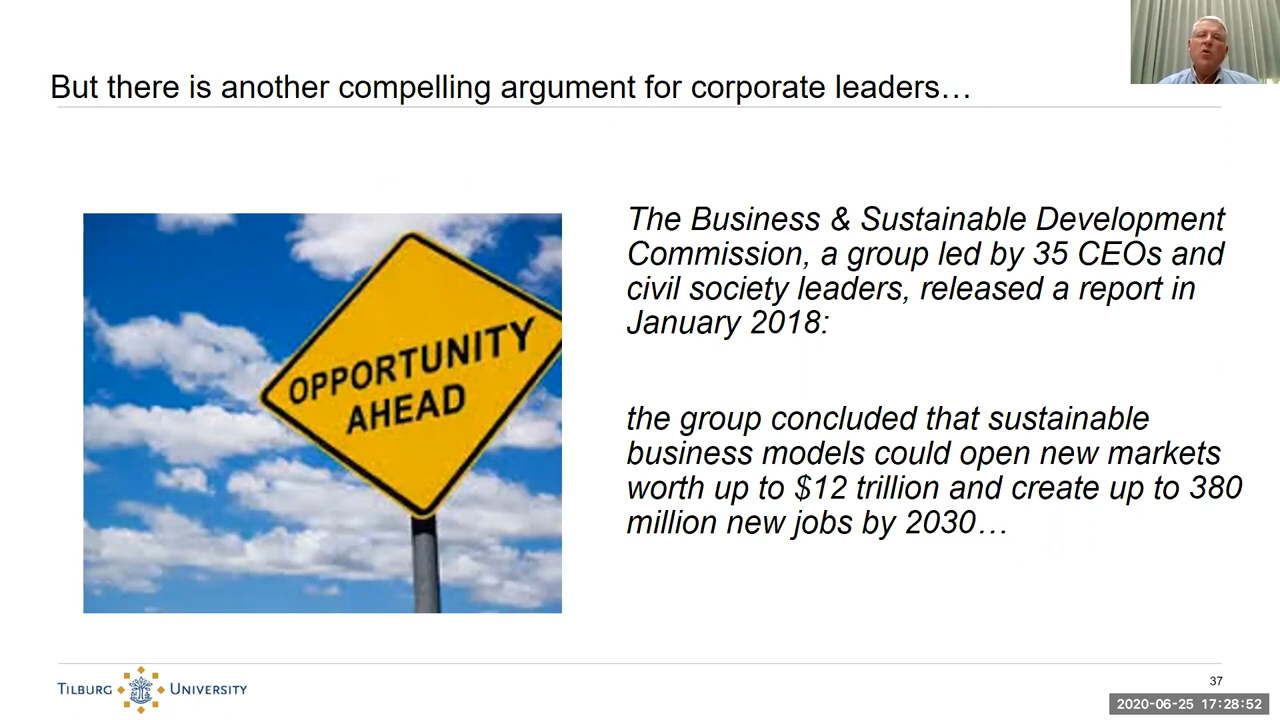 But there is another compelling argument for corporate leaders…
OPPORTUNITY
AHEAD
The Business & Sustainable Development
Commission, a group led by 35 CEOs and
civil society leaders, released a report in
January 2018:
the group concluded that sustainable
business models could open new markets
worth up to $12 trillion and create up to 380
million new jobs by 2030…
TILBURG UNIVERSITY
37
2020-06-25 17:28:52